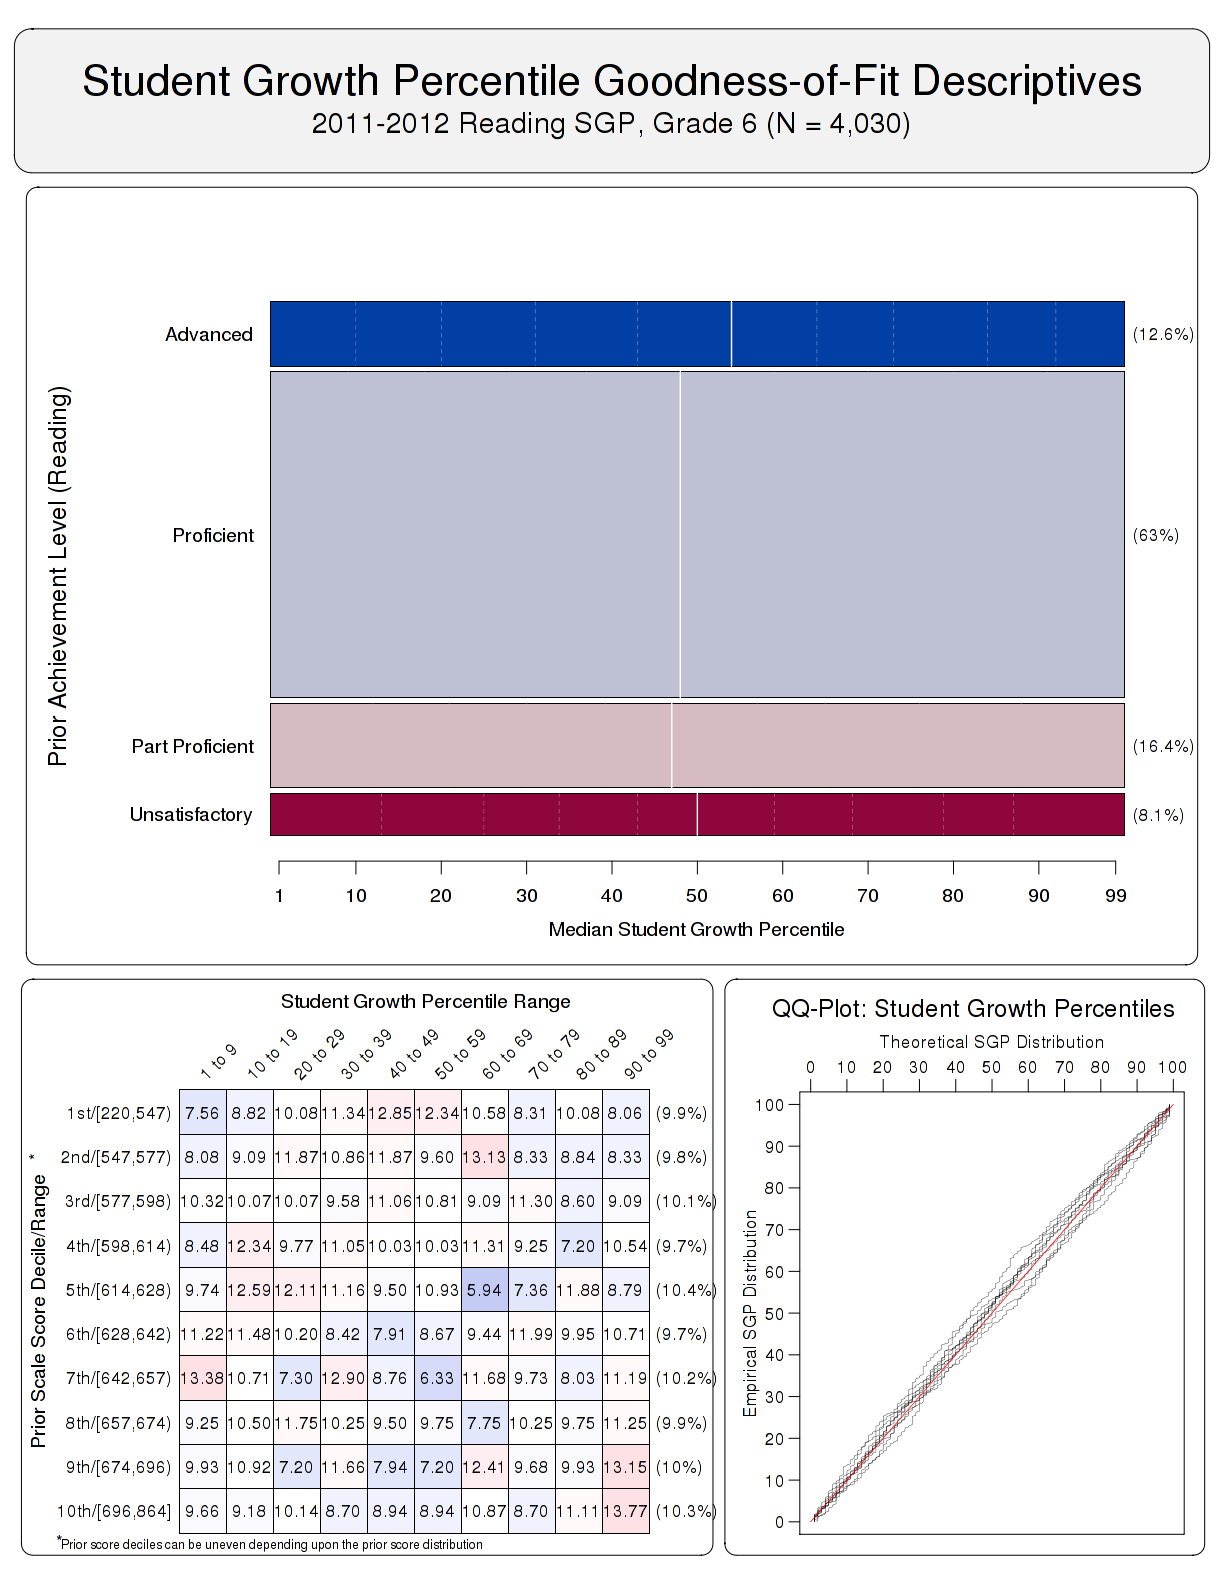 Student Growth Percentile Goodness-of-Fit Descriptives
2011-2012 Reading SGP, Grade 6 (N = 4,030)
Prior Achievement Level (Reading)
Advanced (12.6%)
Proficient (63%)
Part Proficient (16.4%)
Unsatisfactory (8.1%)
1 10 20 30 40 50 60 70 80 90 99
Median Student Growth Percentile
Student Growth Percentile Range
1 to 9 10 to 19 20 to 29 30 to 39 40 to 49 50 to 59 60 to 69 70 to 79 80 to 89 90 to 99
Prior Scale Score Decile/Range *
1st/[220,547) 7.56 8.82 10.08 11.34 12.85 12.34 10.58 8.31 10.08 8.06 (9.9%)
2nd/[547,577) 8.08 9.09 11.87 10.86 11.87 9.60 13.13 8.33 8.84 8.33 (9.8%)
3rd/[577,598) 10.32 10.07 10.07 9.58 11.06 10.81 9.09 11.30 8.60 9.09 (10.1%)
4th/[598,614) 8.48 12.34 9.77 11.05 10.03 10.03 11.31 9.25 7.20 10.54 (9.7%)
5th/[614,628) 9.74 12.59 12.11 11.16 9.50 10.93 5.94 7.36 11.88 8.79 (10.4%)
6th/[628,642) 11.22 11.48 10.20 8.42 7.91 8.67 9.44 11.99 9.95 10.71 (9.7%)
7th/[642,657) 13.38 10.71 7.30 12.90 8.76 6.33 11.68 9.73 8.03 11.19 (10.2%)
8th/[657,674) 9.25 10.50 11.75 10.25 9.50 9.75 7.75 10.25 9.75 11.25 (9.9%)
9th/[674,696) 9.93 10.92 7.20 11.66 7.94 7.20 12.41 9.68 9.93 13.15 (10%)
10th/[696,864] 9.66 9.18 10.14 8.70 8.94 8.94 10.87 8.70 11.11 13.77 (10.3%)
*Prior score deciles can be uneven depending upon the prior score distribution
QQ-Plot: Student Growth Percentiles
Theoretical SGP Distribution
0 10 20 30 40 50 60 70 80 90 100
Empirical SGP Distribution
100
90
80
70
60
50
40
30
20
10
0